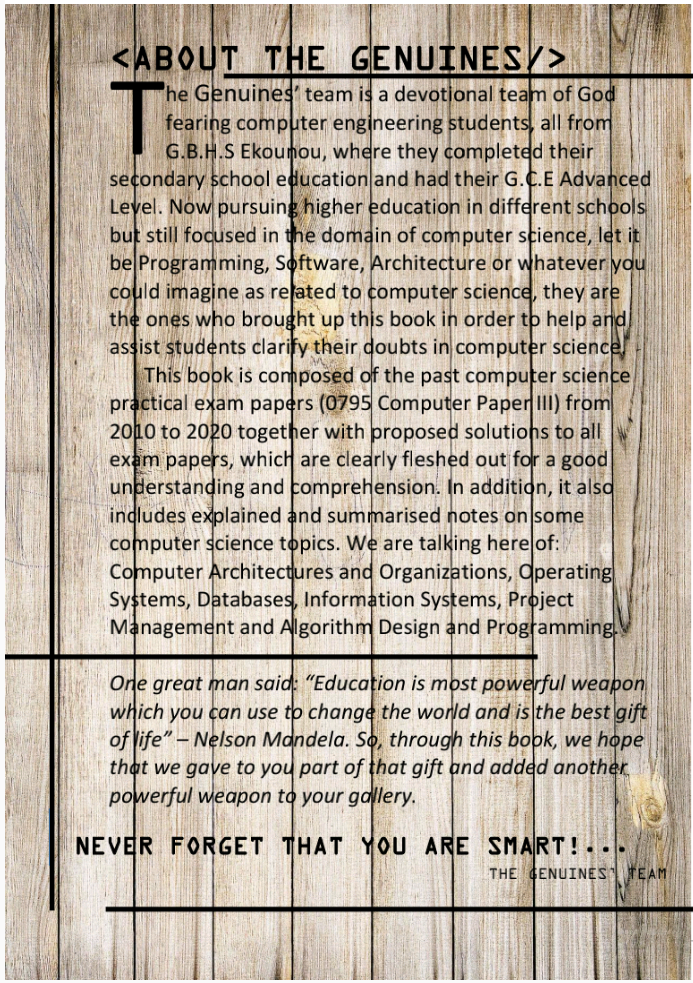 <ABOUT THE GENUINES/>
The Genuines’ team is a devotional team of God
fearing computer engineering students, all from
G.B.H.S Ekounou, where they completed their
secondary school education and had their G.C.E Advanced
Level. Now pursuing higher education in different schools
but still focused in the domain of computer science, let it
be Programming, Software, Architecture or whatever you
could imagine as related to computer science, they are
the ones who brought up this book in order to help and
assist students clarify their doubts in computer science.
This book is composed of the past computer science
practical exam papers (0795 Computer Paper III) from
2010 to 2020 together with proposed solutions to all
exam papers, which are clearly fleshed out for a good
understanding and comprehension. In addition, it also
includes explained and summarised notes on some
computer science topics. We are talking here of:
Computer Architectures and Organizations, Operating
Systems, Databases, Information Systems, Project
Management and Algorithm Design and Programming.
One great man said: “Education is most powerful weapon
which you can use to change the world and is the best gift
of life” – Nelson Mandela. So, through this book, we hope
that we gave to you part of that gift and added another
powerful weapon to your gallery.
NEVER FORGET THAT YOU ARE SMART!...
THE GENUINES’ TEAM